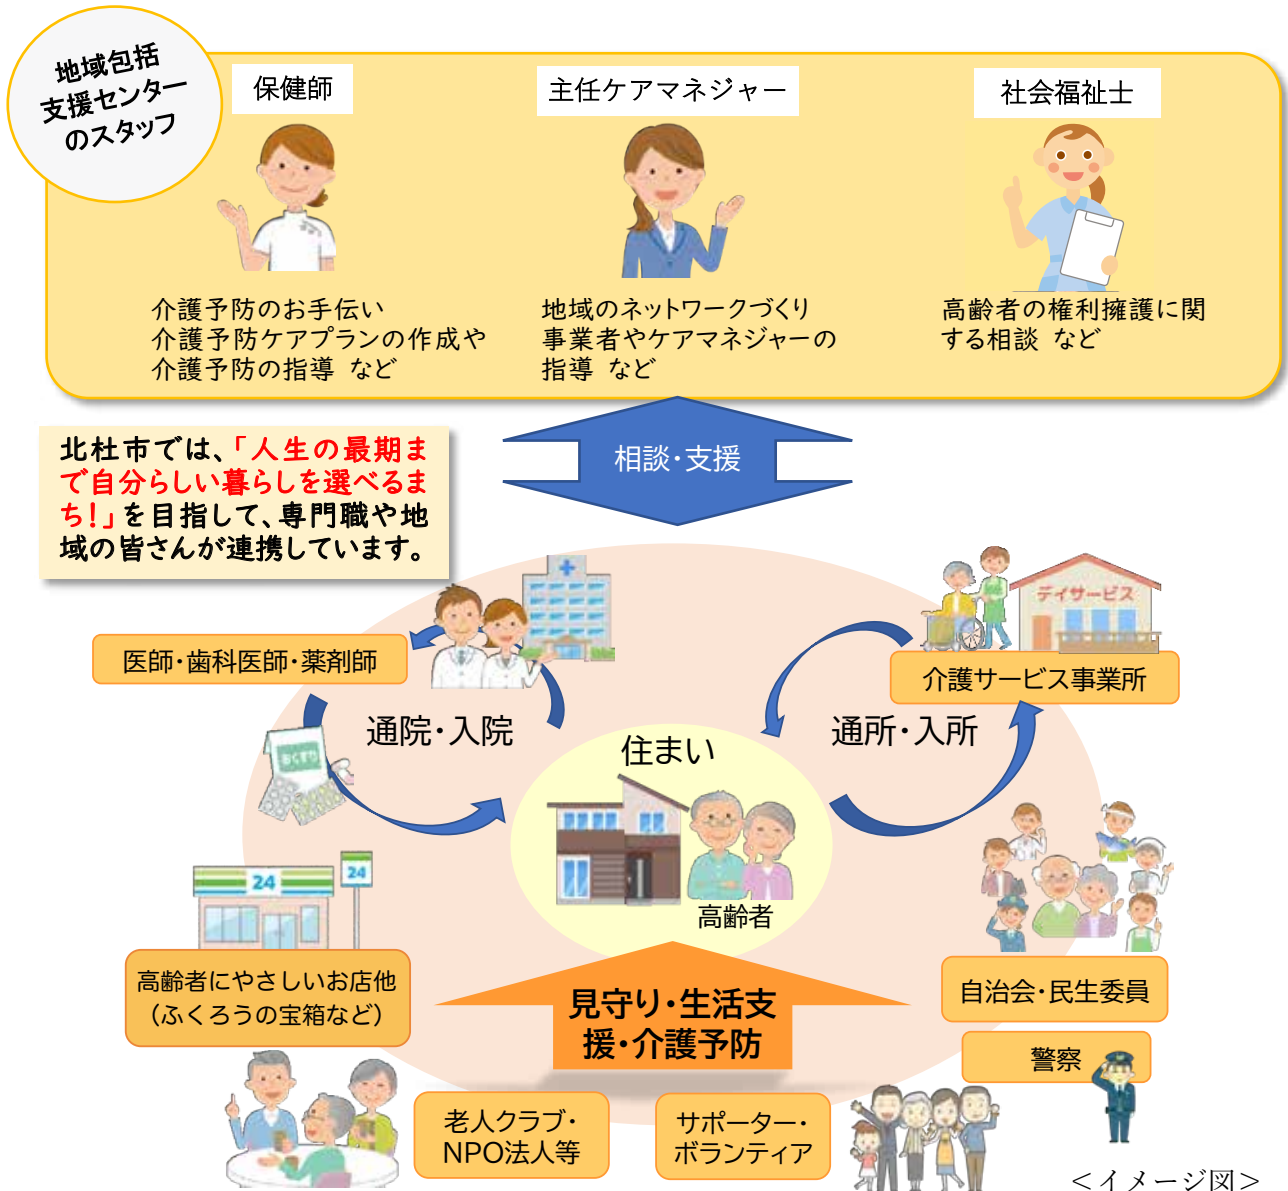 地域包括
支援センター
のスタッフ
保健師
主任ケアマネジャー
社会福祉士
介護予防のお手伝い
介護予防ケアプランの作成や
介護予防の指導 など
地域のネットワークづくり
事業者やケアマネジャーの
指導 など
高齢者の権利擁護に関
する相談 など
相談・支援
北杜市では、「人生の最期ま
で自分らしい暮らしを選べるま
ち!」を目指して、専門職や地
域の皆さんが連携しています。
デイサービス
医師・歯科医師・薬剤師
介護サービス事業所
通院・入院
通所・入所
住まい
おくすり
高齢者
24
24
高齢者にやさしいお店他
(ふくろうの宝箱など)
見守り・生活支
援・介護予防
自治会・民生委員
警察
老人クラブ・
NPO法人等
サポーター・
ボランティア
<イメージ図>